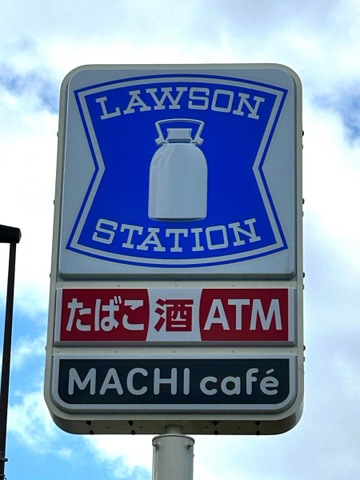 LAWSON
STATION
たばこ 酒 ATM
MACHI café